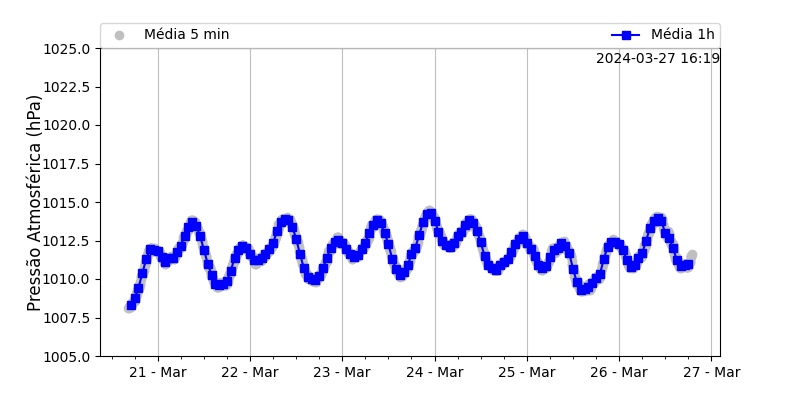 Média 5 min
Média 1h
2024-03-27 16:19
Pressão Atmosférica (hPa)
1025.0
1022.5
1020.0
1017.5
1015.0
1012.5
1010.0
1007.5
1005.0
21 - Mar
22 - Mar
23 - Mar
24 - Mar
25 - Mar
26 - Mar
27 - Mar